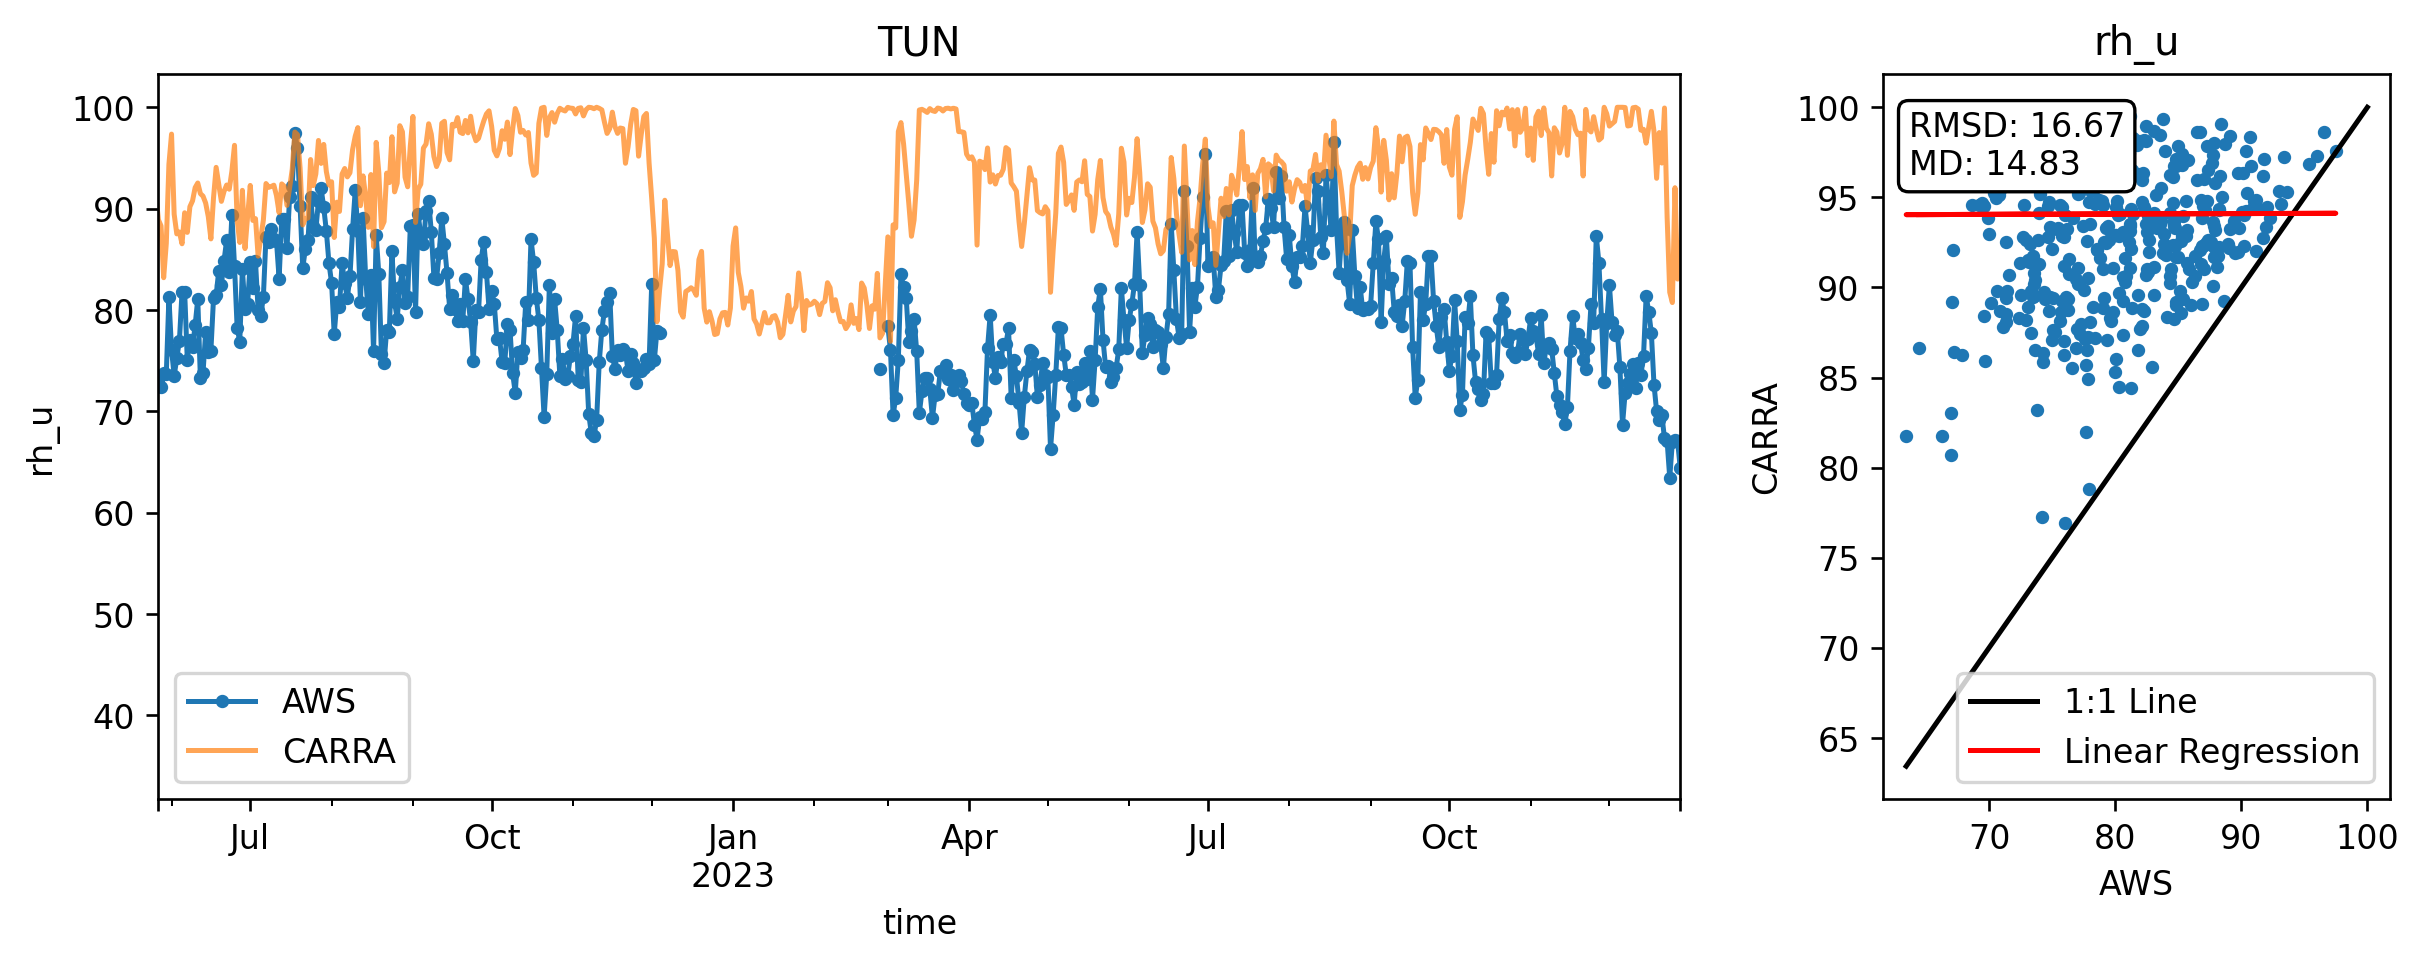 TUN
rh_u
100
90
80
70
60
50
40
AWS
CARRA
Jul
Oct
Jan
2023
Apr
Jul
Oct
time
rh_u
CARRA
100
95
90
85
80
75
70
65
RMSD: 16.67
MD: 14.83
1:1 Line
Linear Regression
70
80
90
100
AWS